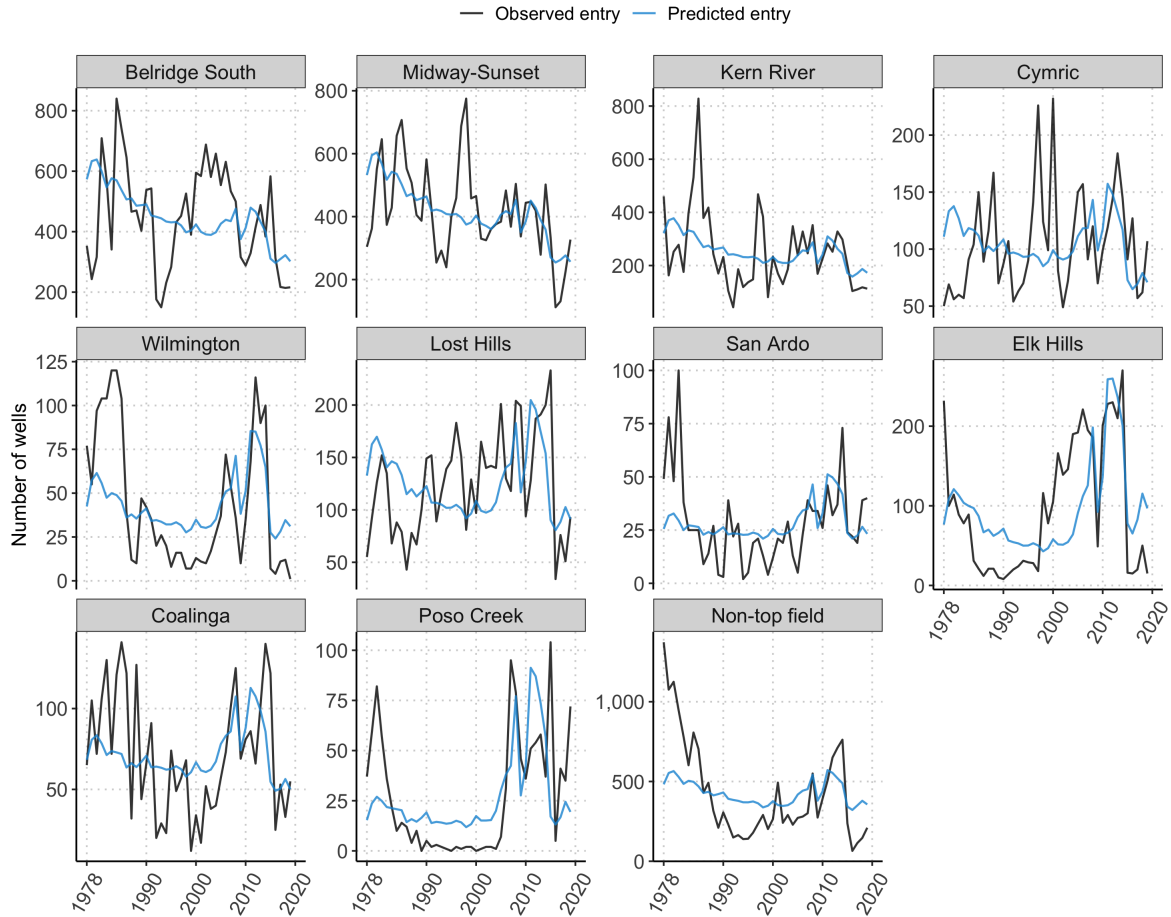 Observed entry Predicted entry
Belridge South Midway-Sunset Kern River Cymric
800 600 400 200
800 600 400 200
800 600 400 200
200 150 100 50
Wilmington Lost Hills San Ardo Elk Hills
125 100 75 50 25 0
200 150 100 50
100 75 50 25 0
200 100 0
Number of wells
1978 1990 2000 2010 2020
Coalinga Poso Creek Non-top field
100 50
100 75 50 25 0
1,000 500 0
1978 1990 2000 2010 2020
1978 1990 2000 2010 2020
1978 1990 2000 2010 2020